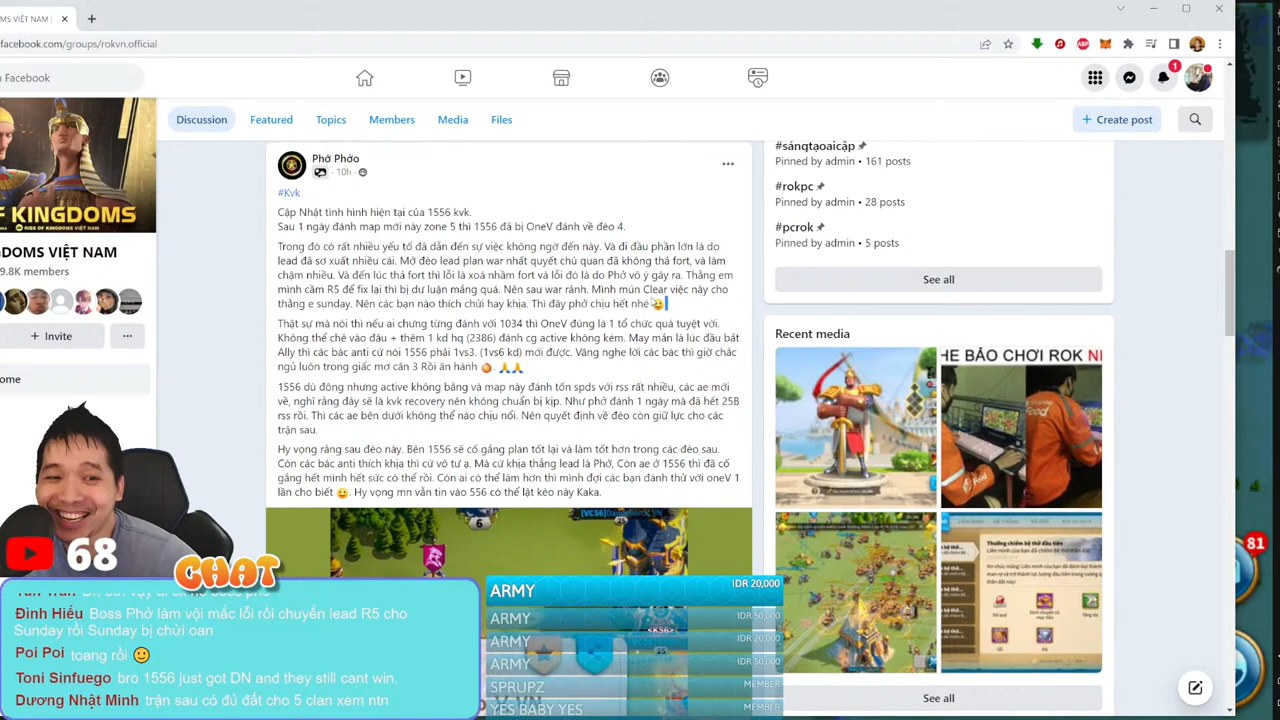 OMS VIỆT NAM |
facebook.com/groups/rokvn.official
ABP
Facebook
1
Discussion
Featured
Topics
Members
Media
Files
+ Create post
OF KINGDOMS
RISE OF KINGDOMS
GDOMS VIỆT NAM
9.8K members
+ Invite
ome
Phở Phởo
10h
#Kvk
Cập Nhật tình hình hiện tại của 1556 kvk.
Sau 1 ngày đánh map mới này zone 5 thì 1556 đã bị OneV đánh về đèo 4.
Trong đó có rất nhiều yếu tố đã dẫn đến sự việc không ngờ đến này. Và đi đầu phần lớn là do
lead đã sơ xuất nhiều cái. Mở đèo lead plan war nhất quyết chủ quan đã không thả fort, và làm
chậm nhiều. Và đến lúc thả fort thì lỗi là xoá nhầm fort và lỗi đó là do Phở vô ý gây ra. Thằng em
mình cầm R5 để fix lại thì bị dư luận mắng quá. Nên sau war rảnh. Mình mún Clear việc này cho
thằng e sunday. Nên các bạn nào thích chửi hay khịa. Thì đây phở chịu hết nhé 🥲
Thật sự mà nói thì nếu ai chưng từng đánh với 1034 thì OneV đúng là 1 tổ chức quá tuyệt vời.
Không thể chê vào đâu + thêm 1 kd hq (2386) đánh cg active không kém. May mắn là lúc đầu bắt
Ally thì các bác anti cứ nói 1556 phải 1vs3. (1vs6 kd) mới được. Vâng nghe lời các bác thì giờ chắc
ngủ luôn trong giấc mơ cán 3 Rồi ăn hành 🧅. 🙏🙏
1556 dù đông nhưng active không bằng và map này đánh tốn spds với rss rất nhiều, các ae mới
về, nghỉ rằng đây sẽ là kvk recovery nên không chuẩn bị kịp. Như phở đánh 1 ngày mà đã hết 25B
rss rồi. Thì các ae bên dưới không thể nào chịu nổi. Nên quyết định về đèo còn giữ lực cho các
trận sau.
Hy vọng rằng sau đèo này. Bên 1556 sẽ cố gắng plan tốt lại và làm tốt hơn trong các đèo sau.
Còn các bác anti thích khịa thì cứ vô tư ạ. Mà cứ khịa thẳng lead là Phở, Còn ae ở 1556 thì đã cố
gắng hết mình hết sức có thể rồi. Còn ai có thể làm hơn thì mình đợi các bạn đánh thử với oneV 1
lần cho biết 😀. Hy vọng mn vẫn tin vào 556 có thể lật kèo này Kaka.
#sángtạoaicập
Pinned by admin • 161 posts
#rokpc
Pinned by admin • 28 posts
#pcrok
Pinned by admin • 5 posts
See all
Recent media
HE BẢO CHƠI ROK
Food
Thưởng chiếm bệ thờ đầu tiên
See all
81
68
CHAT
Đình Hiếu Boss Phở làm vội mắc lỗi rồi chuyển lead R5 cho
Sunday rồi Sunday bị chửi oan
Poi Poi toang rồi 🙂
Toni Sinfuego bro 1556 just got DN and they still cant win.
Dương Nhật Minh trận sau có đủ đất cho 5 clan xem ntn
ARMY IDR 20,000
ARMY IDR 50,000
ARMY IDR 20,000
ARMY IDR 50,000
SPRUPZ MEMBER
YES BABY YES MEMBER